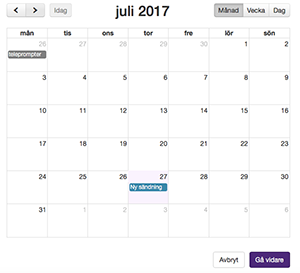 < > Idag juli 2017 Månad Vecka Dag
mån tis ons tor fre lör sön
26 27 28 29 30 1 2
teleprompter
3 4 5 6 7 8 9
10 11 12 13 14 15 16
17 18 19 20 21 22 23
24 25 26 27 28 29 30
Ny sändning
31 1 2 3 4 5 6
Avbryt Gå vidare